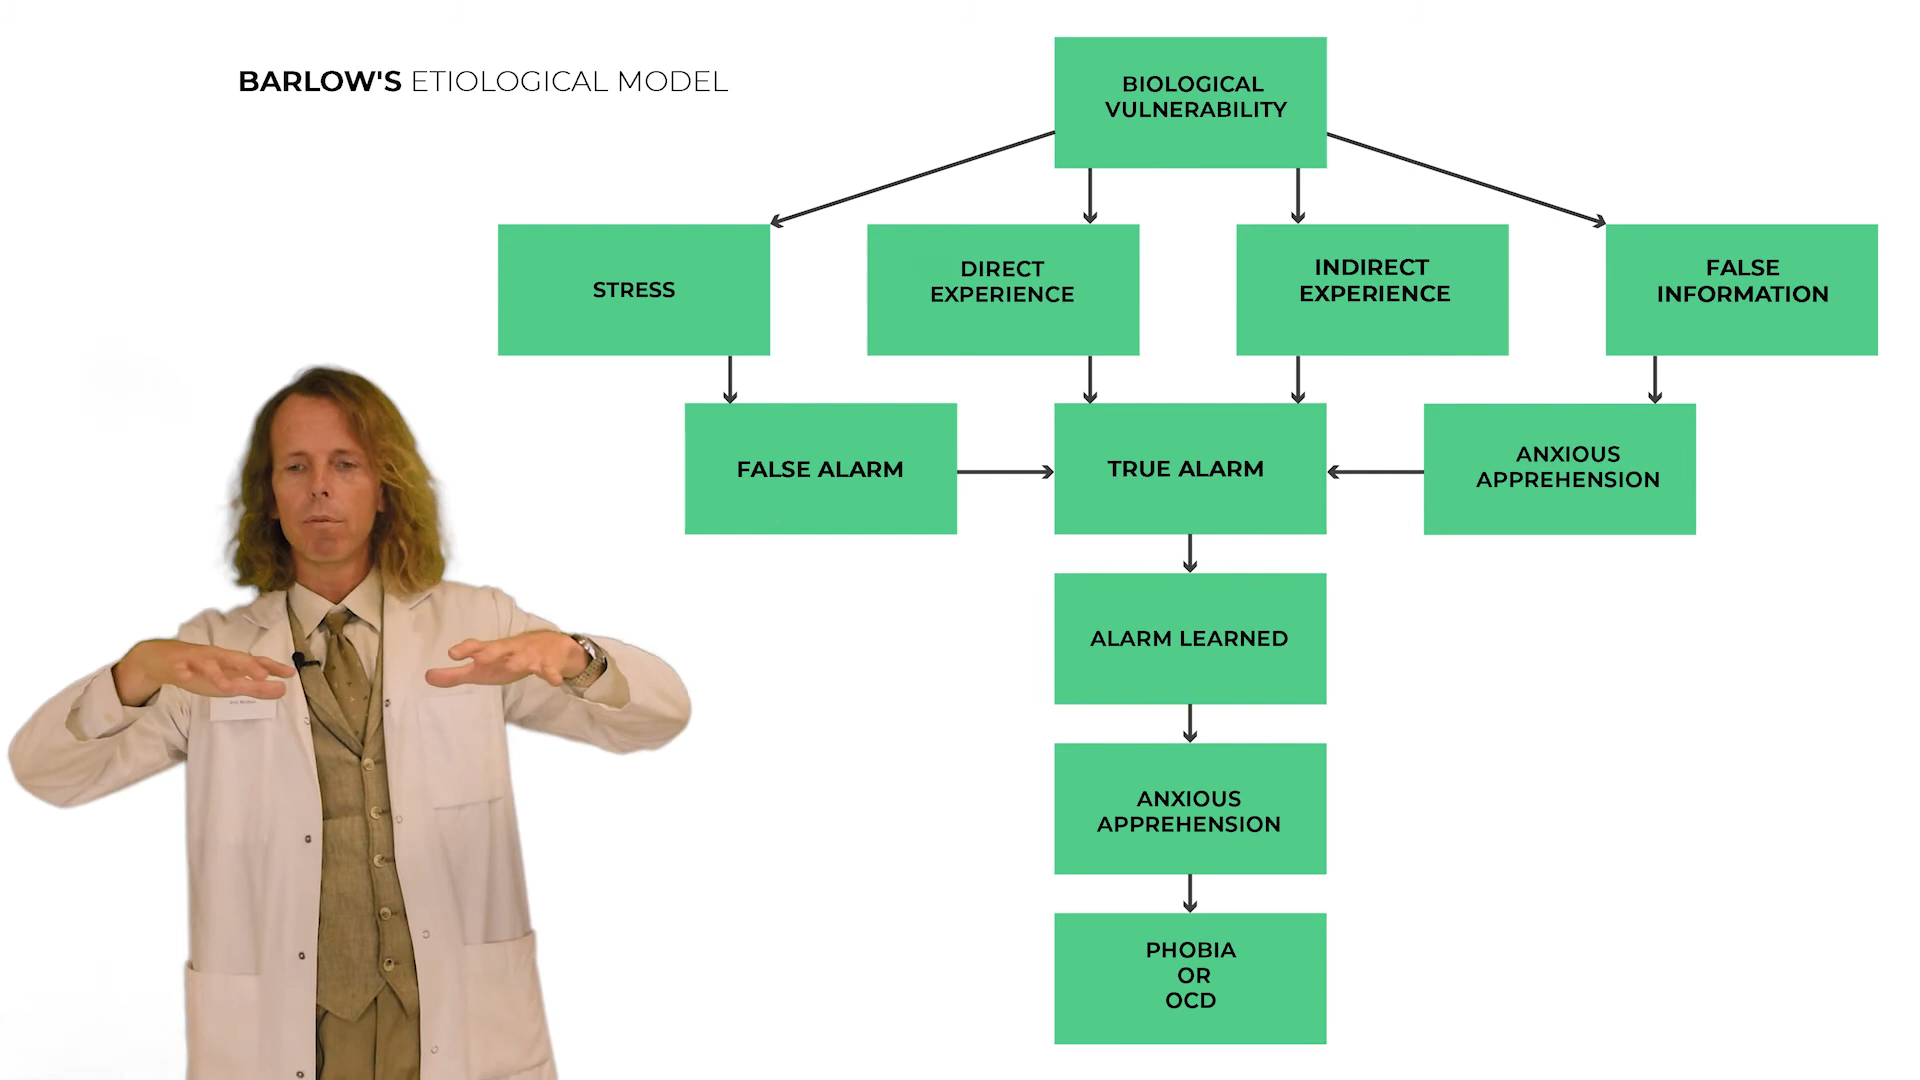 BARLOW'S ETIOLOGICAL MODEL
BIOLOGICAL
VULNERABILITY
STRESS
DIRECT
EXPERIENCE
INDIRECT
EXPERIENCE
FALSE
INFORMATION
FALSE ALARM
TRUE ALARM
ANXIOUS
APPREHENSION
ALARM LEARNED
ANXIOUS
APPREHENSION
PHOBIA
OR
OCD